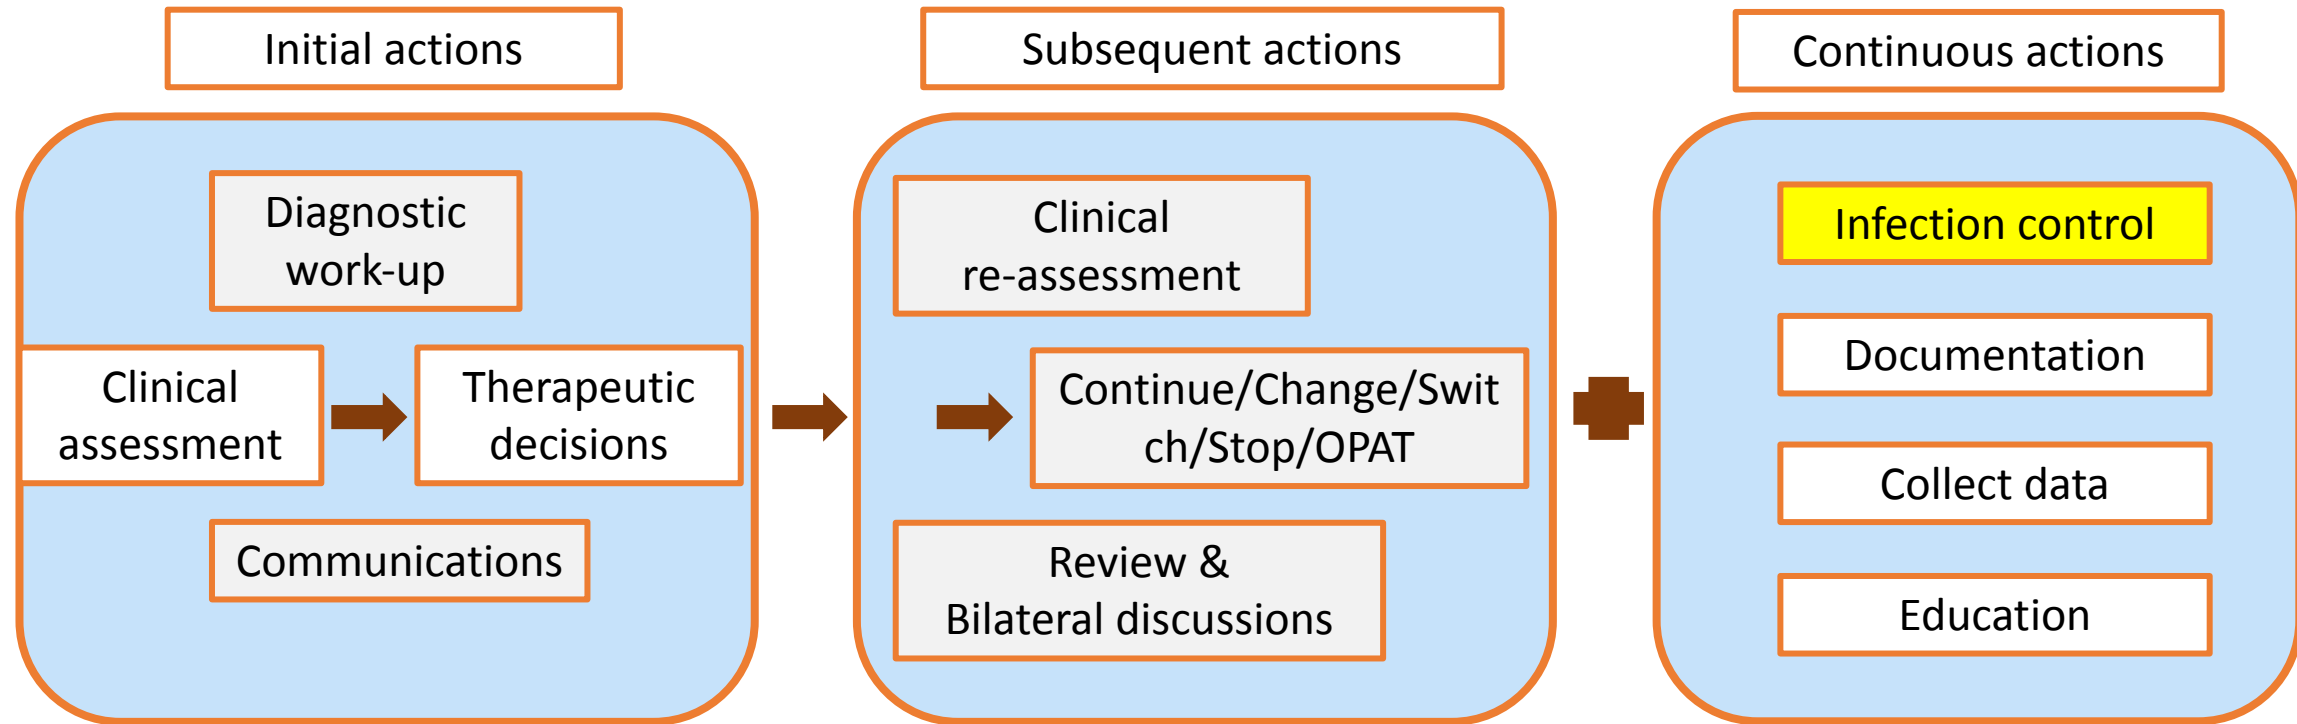 Initial actions
Diagnostic
work-up
Clinical
assessment
Therapeutic
decisions
Communications
Subsequent actions
Clinical
re-assessment
Continue/Change/Swit
ch/Stop/OPAT
Review &
Bilateral discussions
Continuous actions
Infection control
Documentation
Collect data
Education